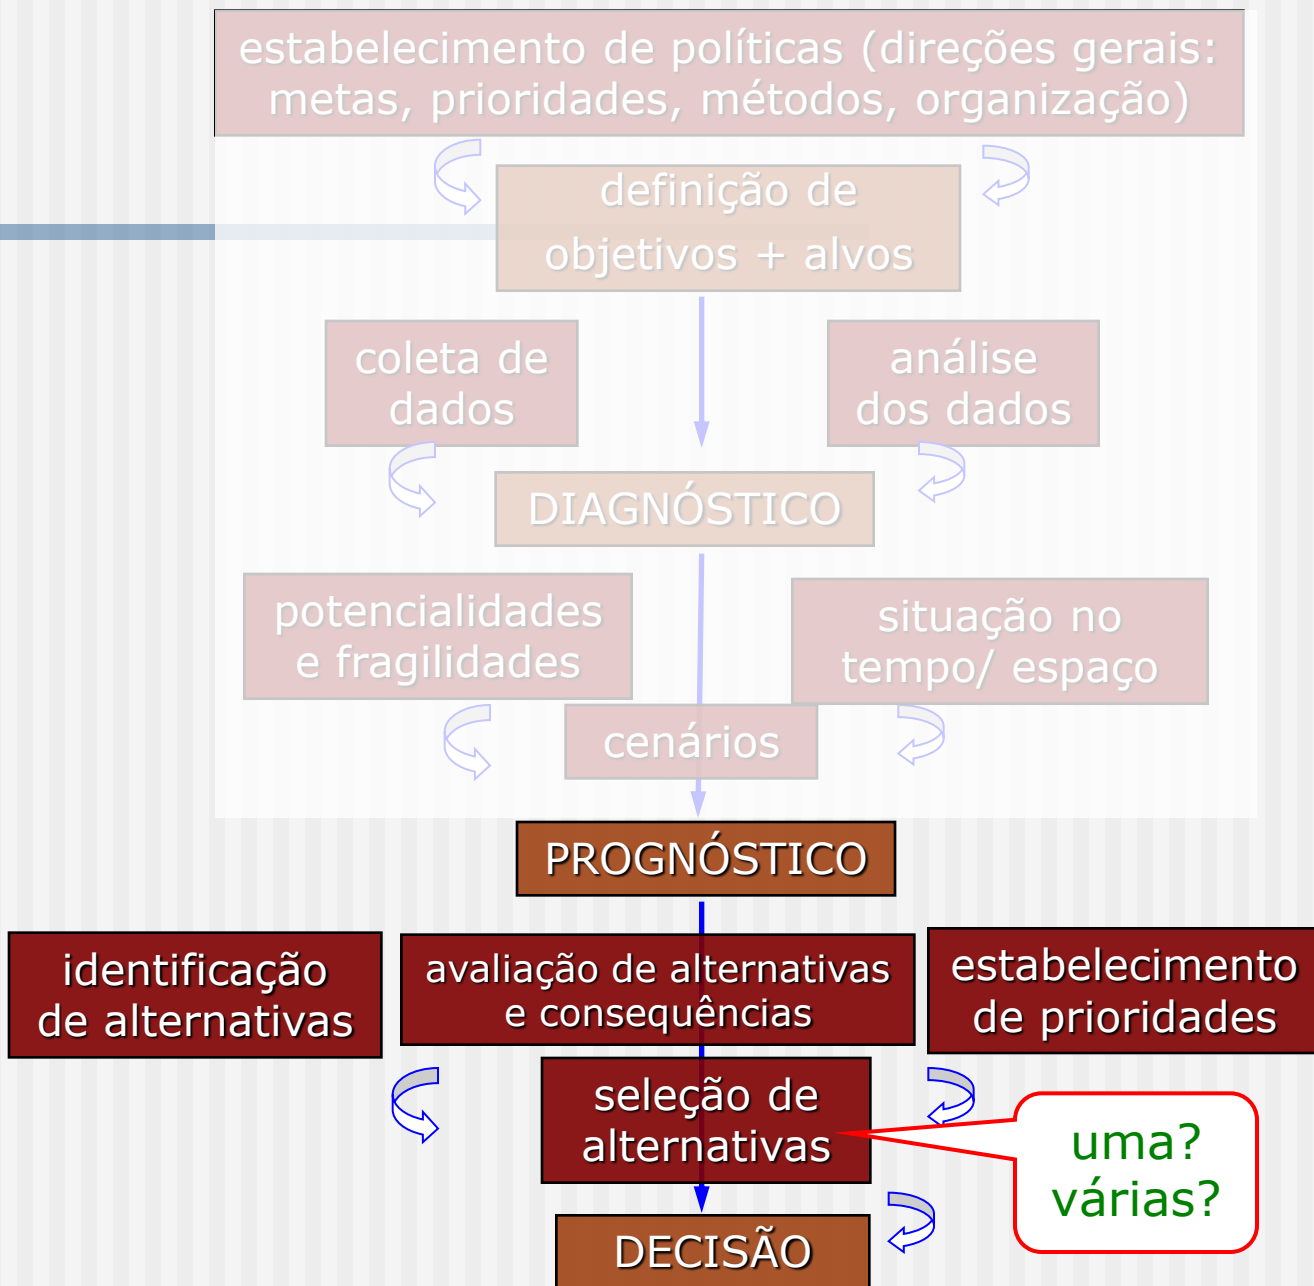 estabelecimento de políticas (direções gerais:
metas, prioridades, métodos, organização)
definição de
objetivos + alvos
coleta de
dados
análise
dos dados
DIAGNÓSTICO
potencialidades
e fragilidades
situação no
tempo/ espaço
cenários
PROGNÓSTICO
identificação
de alternativas
avaliação de alternativas
e consequências
estabelecimento
de prioridades
seleção de
alternativas
uma?
várias?
DECISÃO